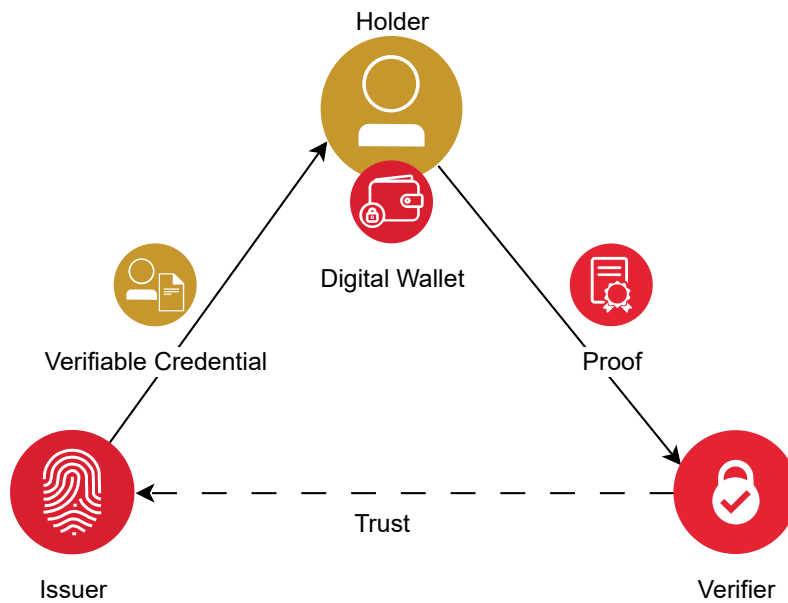 Holder
Digital Wallet
Verifiable Credential
Proof
Trust
Issuer
Verifier